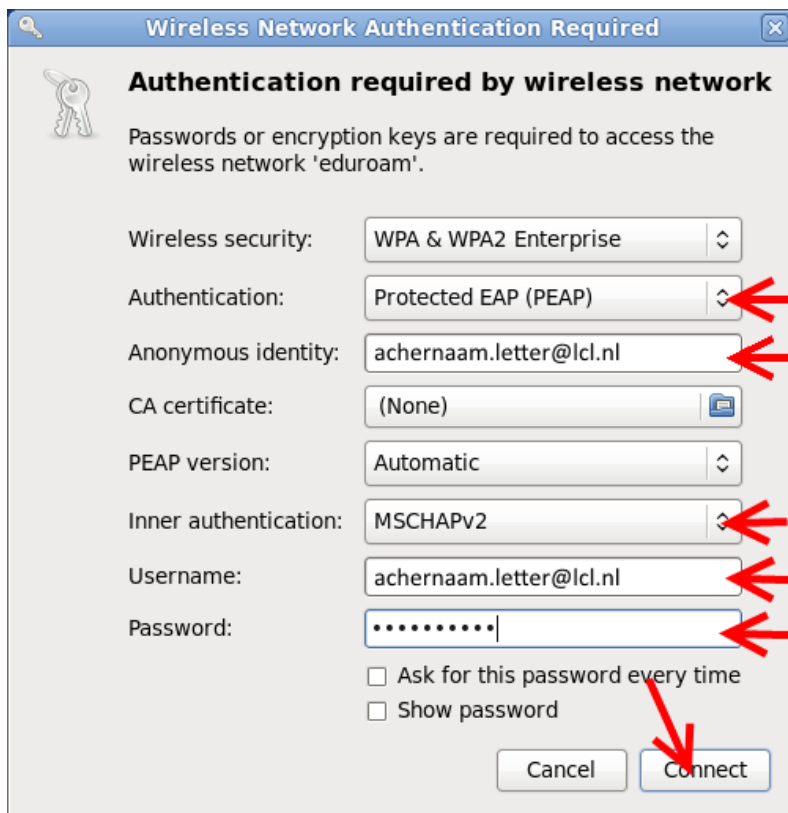 Wireless Network Authentication Required
Authentication required by wireless network
Passwords or encryption keys are required to access the
wireless network 'eduroam'.
Wireless security: WPA & WPA2 Enterprise
Authentication: Protected EAP (PEAP)
Anonymous identity: achernaam.letter@lcl.nl
CA certificate: (None)
PEAP version: Automatic
Inner authentication: MSCHAPv2
Username: achernaam.letter@lcl.nl
Password: ••••••••••
Ask for this password every time
Show password
Cancel Connect